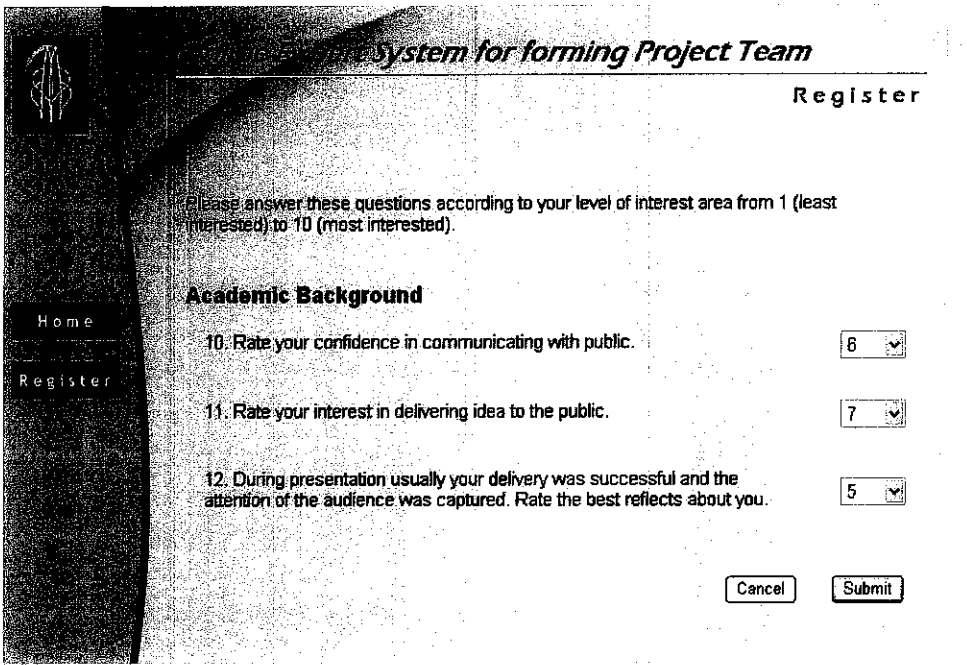 System for forming Project Team
Register
Please answer these questions according to your level of interest area from 1 (least
interested) to 10 (most interested).
Academic Background
Home
10. Rate your confidence in communicating with public.
6
Register
11. Rate your interest in delivering idea to the public.
7
12. During presentation usually your delivery was successful and the
attention of the audience was captured. Rate the best reflects about you.
5
Cancel
Submit